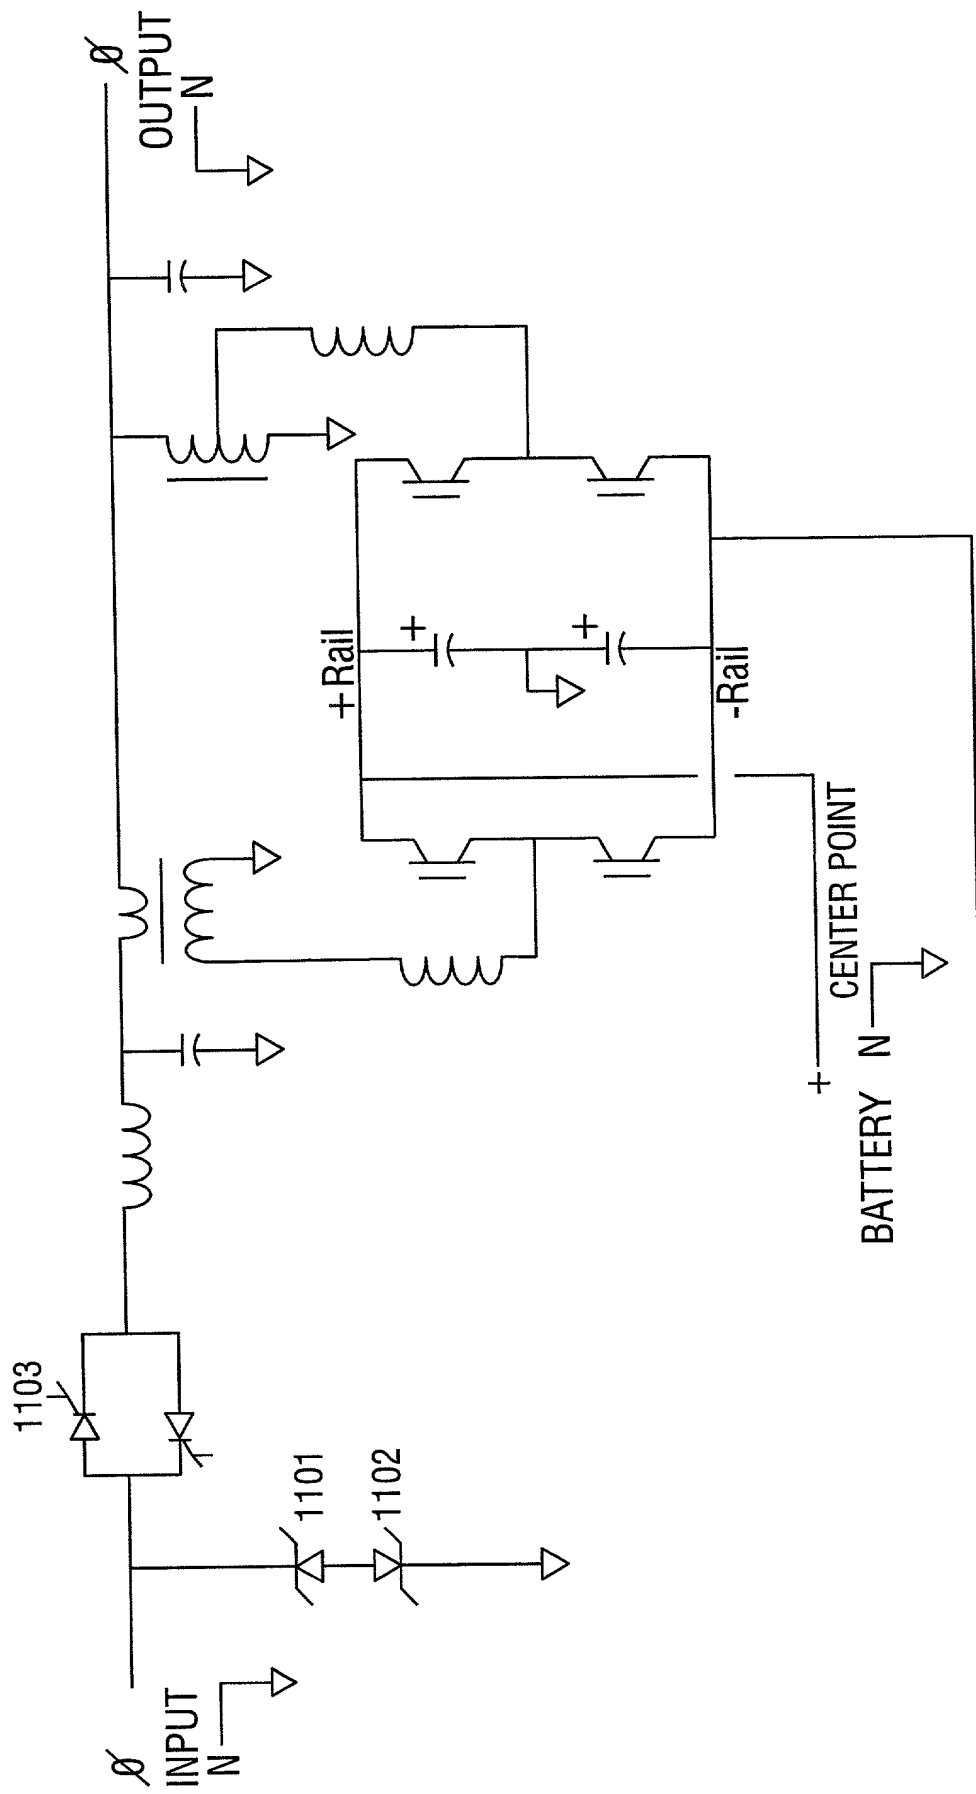 Ø
INPUT
N
1101
1102
1103
+
BATTERY N
CENTER POINT
+Rail
+
+
-Rail
Ø
OUTPUT
N